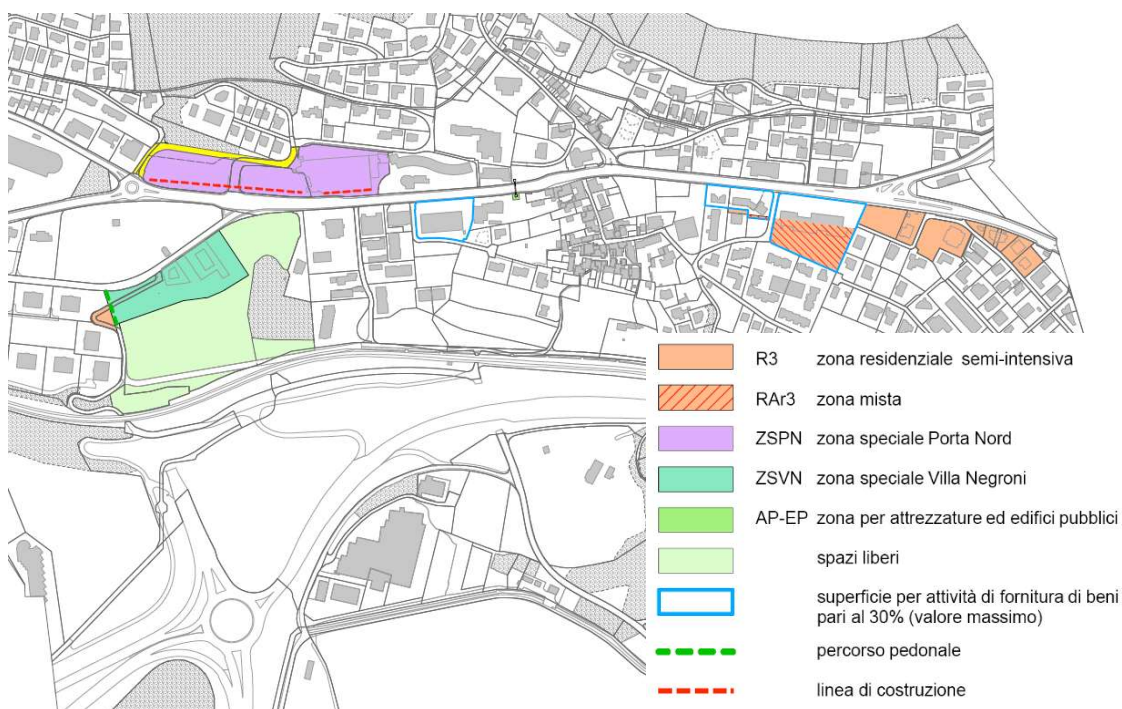 R3 zona residenziale semi-intensiva
RAr3 zona mista
ZSPN zona speciale Porta Nord
ZSVN zona speciale Villa Negroni
AP-EP zona per attrezzature ed edifici pubblici
spazi liberi
superficie per attività di fornitura di beni
pari al 30% (valore massimo)
percorso pedonale
linea di costruzione